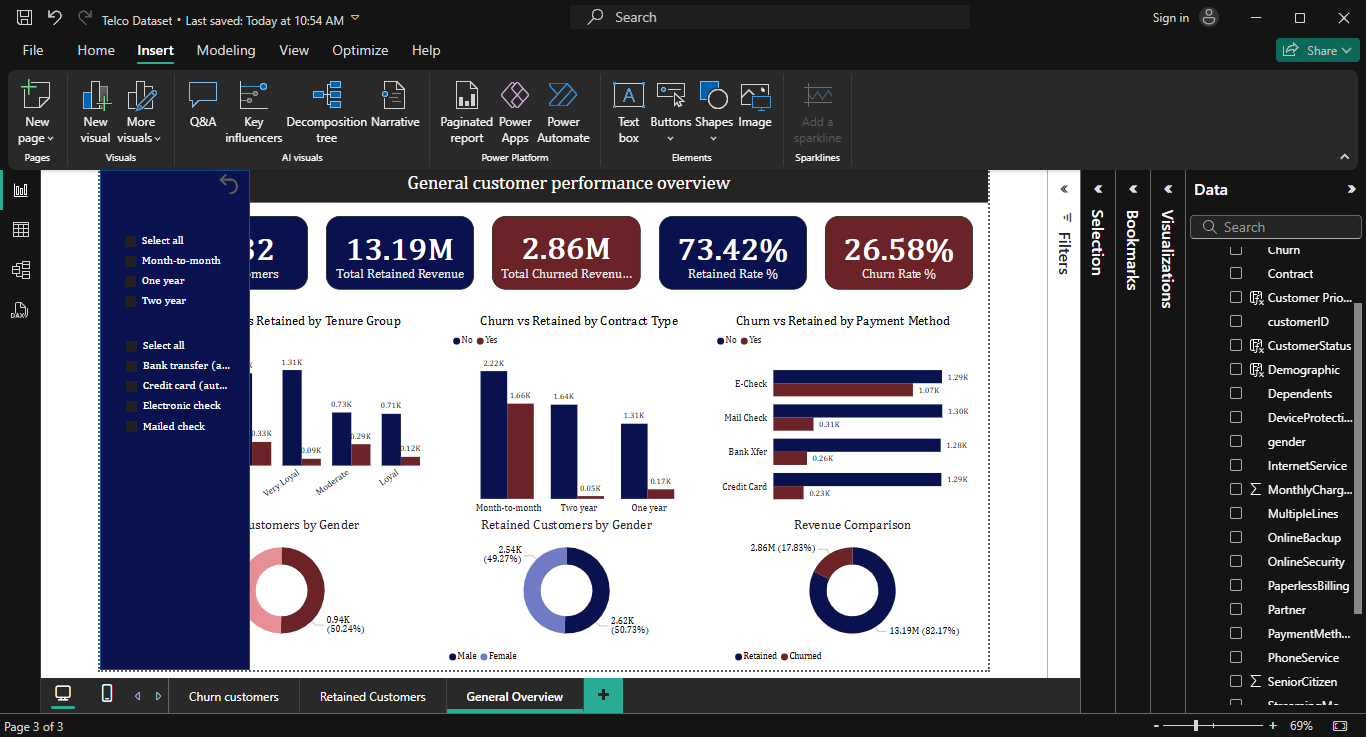 Telco Dataset • Last saved: Today at 10:54 AM
Search
Sign in
File Home Insert Modeling View Optimize Help
Share
New page
New visual
More visuals
Q&A
Key influencers
Decomposition tree
Narrative
Paginated report
Power Apps
Power Automate
Text box
Buttons
Shapes
Image
Add a sparkline
Pages
Visuals
AI visuals
Power Platform
Elements
Sparklines
General customer performance overview
Select all
Month-to-month
One year
Two year
Select all
Bank transfer (a...
Credit card (aut...
Electronic check
Mailed check
32
omers
13.19M
Total Retained Revenue
2.86M
Total Churned Revenu...
73.42%
Retained Rate %
26.58%
Churn Rate %
s Retained by Tenure Group
1.31K
0.73K
0.71K
0.33K
0.09K
0.29K
0.12K
Very Loyal
Moderate
Loyal
Churn vs Retained by Contract Type
No Yes
2.22K
1.66K
1.64K
0.05K
1.31K
0.17K
Month-to-month
Two year
One year
Churn vs Retained by Payment Method
No Yes
E-Check
1.29K
1.07K
Mail Check
1.30K
0.31K
Bank Xfer
1.28K
0.26K
Credit Card
1.29K
0.23K
ustomers by Gender
0.94K
(50.24%)
Retained Customers by Gender
2.54K
(49.27%)
2.62K
(50.73%)
Male Female
Revenue Comparison
2.86M (17.83%)
13.19M (82.17%)
Retained Churned
Filters
Selection
Bookmarks
Visualizations
Data
Search
Churn
Contract
Customer Prio...
customerID
CustomerStatus
Demographic
Dependents
DeviceProtecti...
gender
InternetService
MonthlyCharg...
MultipleLines
OnlineBackup
OnlineSecurity
PaperlessBilling
Partner
PaymentMeth...
PhoneService
SeniorCitizen
Churn customers
Retained Customers
General Overview
Page 3 of 3
69%